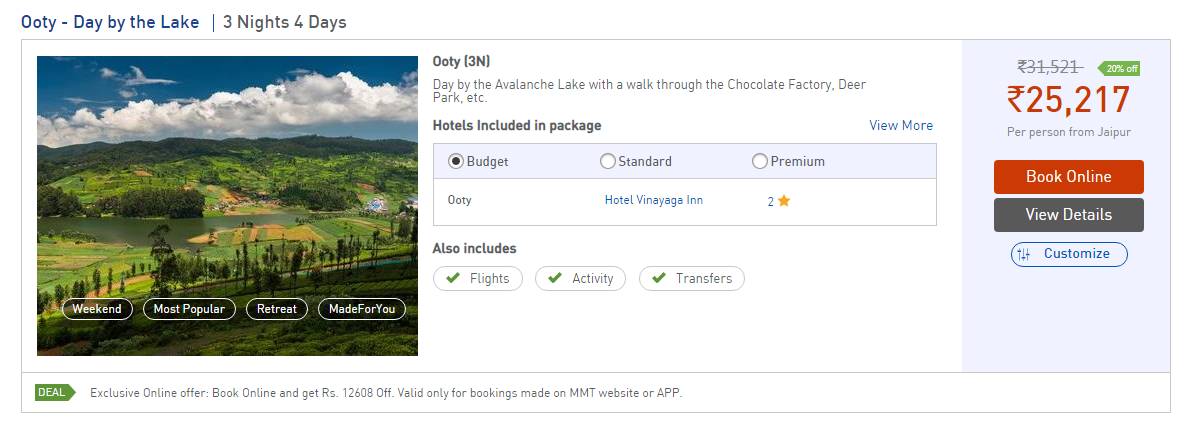 Ooty - Day by the Lake | 3 Nights 4 Days
Ooty (3N)
Day by the Avalanche Lake with a walk through the Chocolate Factory, Deer
Park, etc.
Hotels Included in package
View More
Budget
Standard
Premium
Ooty
Hotel Vinayaga Inn
2
Also includes
Flights
Activity
Transfers
Weekend
Most Popular
Retreat
MadeForYou
₹31,521
20% off
₹25,217
Per person from Jaipur
Book Online
View Details
Customize
DEAL
Exclusive Online offer: Book Online and get Rs. 12608 Off. Valid only for bookings made on MMT website or APP.